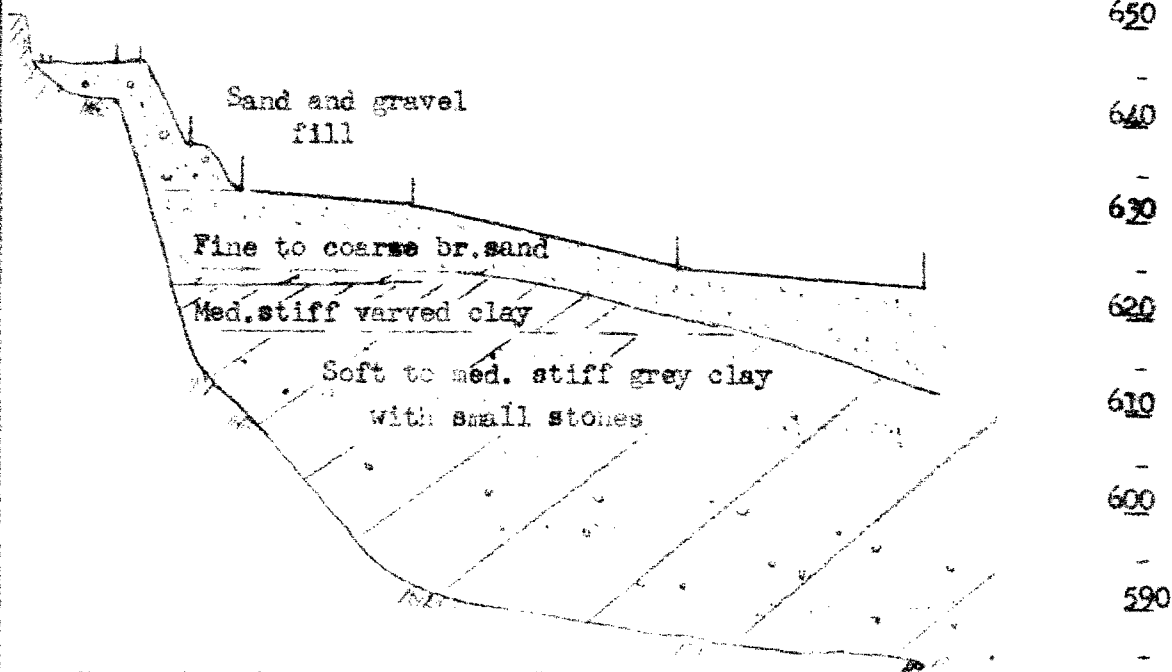 650
-
Sand and gravel
fill
640
-
630
Fine to coarse br.sand
-
Med.stiff varved clay
620
-
Soft to med. stiff grey clay
with small stones
610
-
600
-
590
-